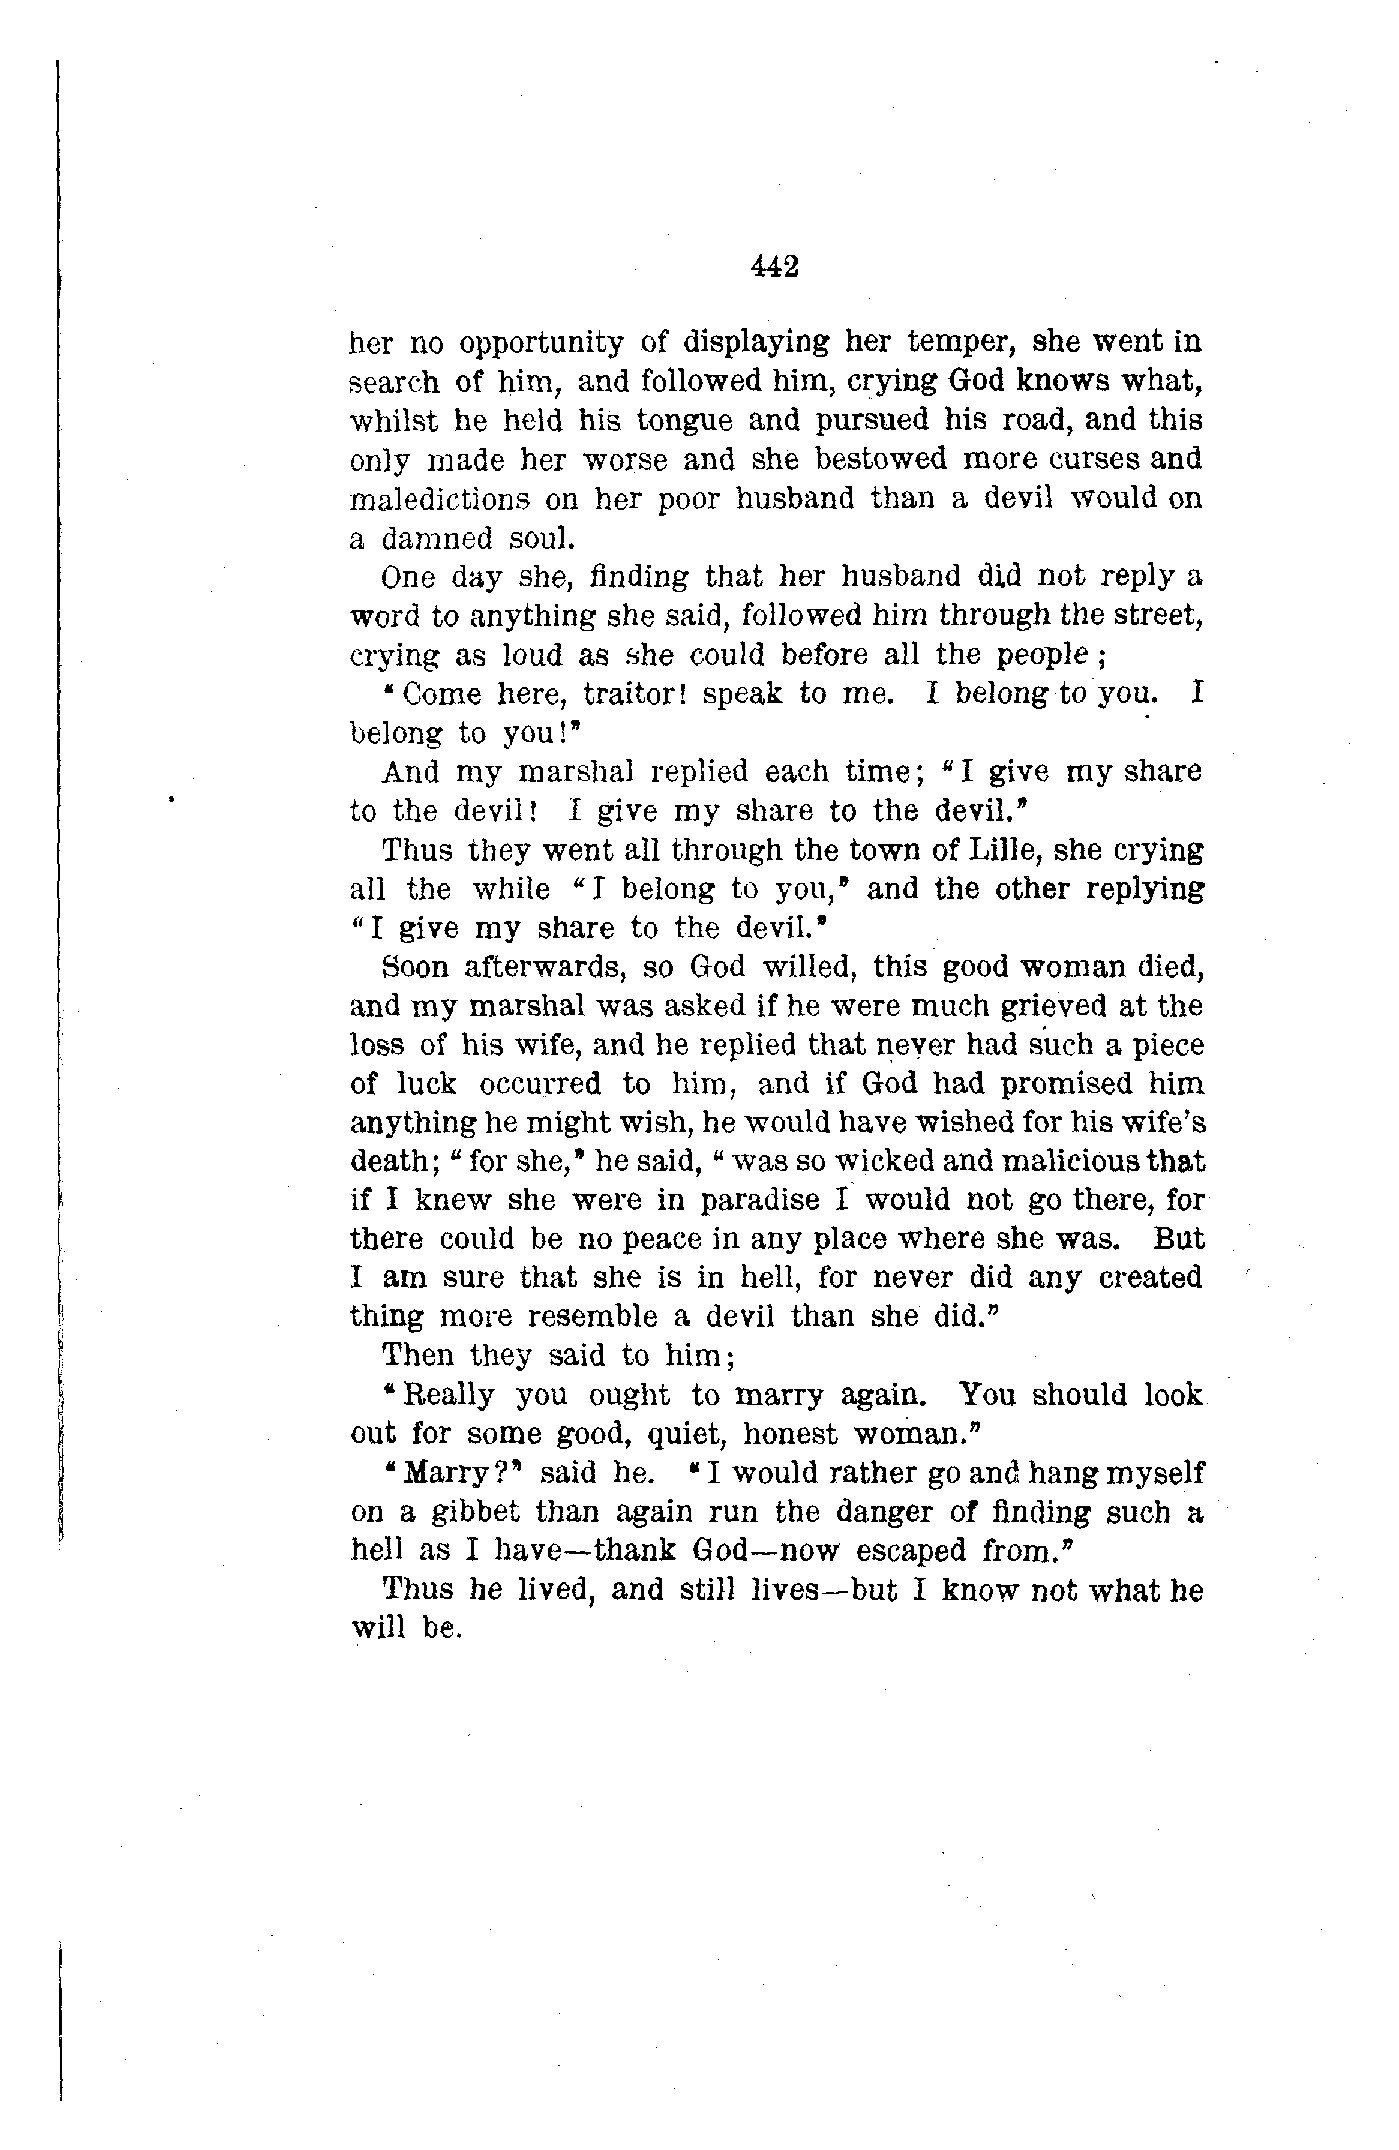 442
her no opportunity of displaying her temper, she went in
search of him, and followed him, crying God knows what,
whilst he held his tongue and pursued his road, and this
only made her worse and she bestowed more curses and
maledictions on her poor husband than a devil would on
a damned soul.
One day she, finding that her husband did not reply a
word to anything she said, followed him through the street,
crying as loud as she could before all the people ;
“ Come here, traitor! speak to me. I belong to you. I
belong to you!”
And my marshal replied each time; “I give my share
to the devil! I give my share to the devil.”
Thus they went all through the town of Lille, she crying
all the while “I belong to you,” and the other replying
“I give my share to the devil.”
Soon afterwards, so God willed, this good woman died,
and my marshal was asked if he were much grieved at the
loss of his wife, and he replied that never had such a piece
of luck occurred to him, and if God had promised him
anything he might wish, he would have wished for his wife's
death; “for she,” he said, “was so wicked and malicious that
if I knew she were in paradise I would not go there, for
there could be no peace in any place where she was. But
I am sure that she is in hell, for never did any created
thing more resemble a devil than she did.”
Then they said to him;
“Really you ought to marry again. You should look
out for some good, quiet, honest woman.”
“Marry?” said he. “I would rather go and hang myself
on a gibbet than again run the danger of finding such a
hell as I have—thank God—now escaped from.”
Thus he lived, and still lives—but I know not what he
will be.